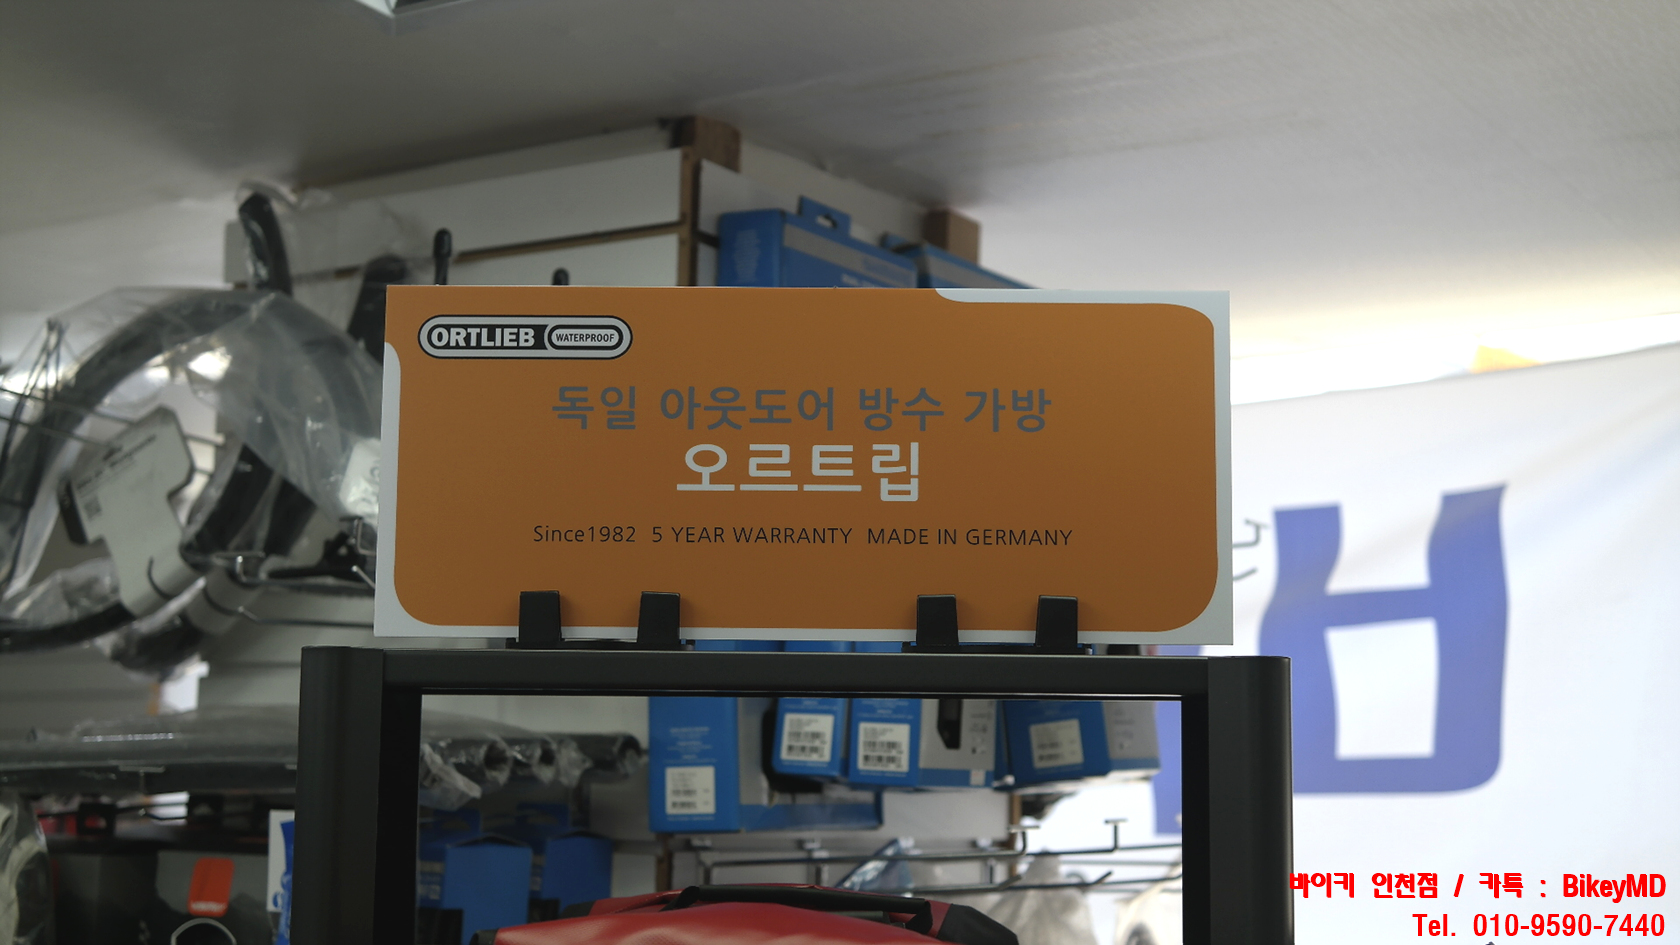 ORTLIEB WATERPROOF
독일 아웃도어 방수 가방
오르트립
Since1982 5 YEAR WARRANTY MADE IN GERMANY
바이키 인천점 / 카톡 : BikeyMD
Tel. 010-9590-7440